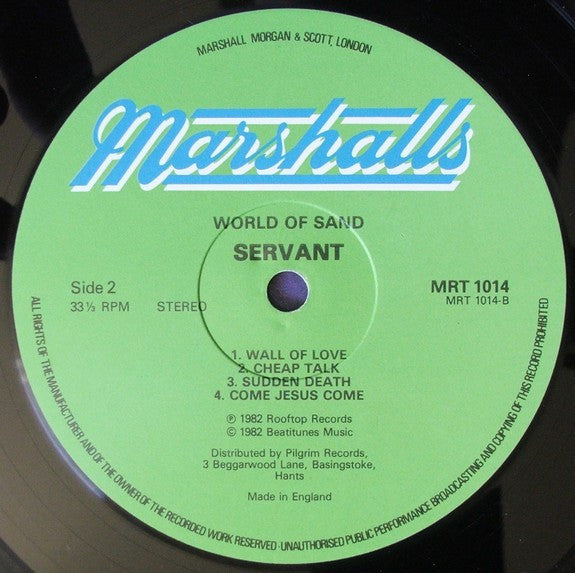 MARSHALL MORGAN & SCOTT, LONDON
Marshalls
WORLD OF SAND
SERVANT
Side 2
33⅓ RPM STEREO
MRT 1014
MRT 1014-B
1. WALL OF LOVE
2. CHEAP TALK
3. SUDDEN DEATH
4. COME JESUS COME
℗ 1982 Rooftop Records
© 1982 Beatitunes Music
Distributed by Pilgrim Records,
3 Beggarwood Lane, Basingstoke,
Hants
Made in England
ALL RIGHTS OF THE MANUFACTURER AND OF THE OWNER OF THE RECORDED WORK RESERVED · UNAUTHORISED PUBLIC PERFORMANCE BROADCASTING AND COPYING OF THIS RECORD PROHIBITED